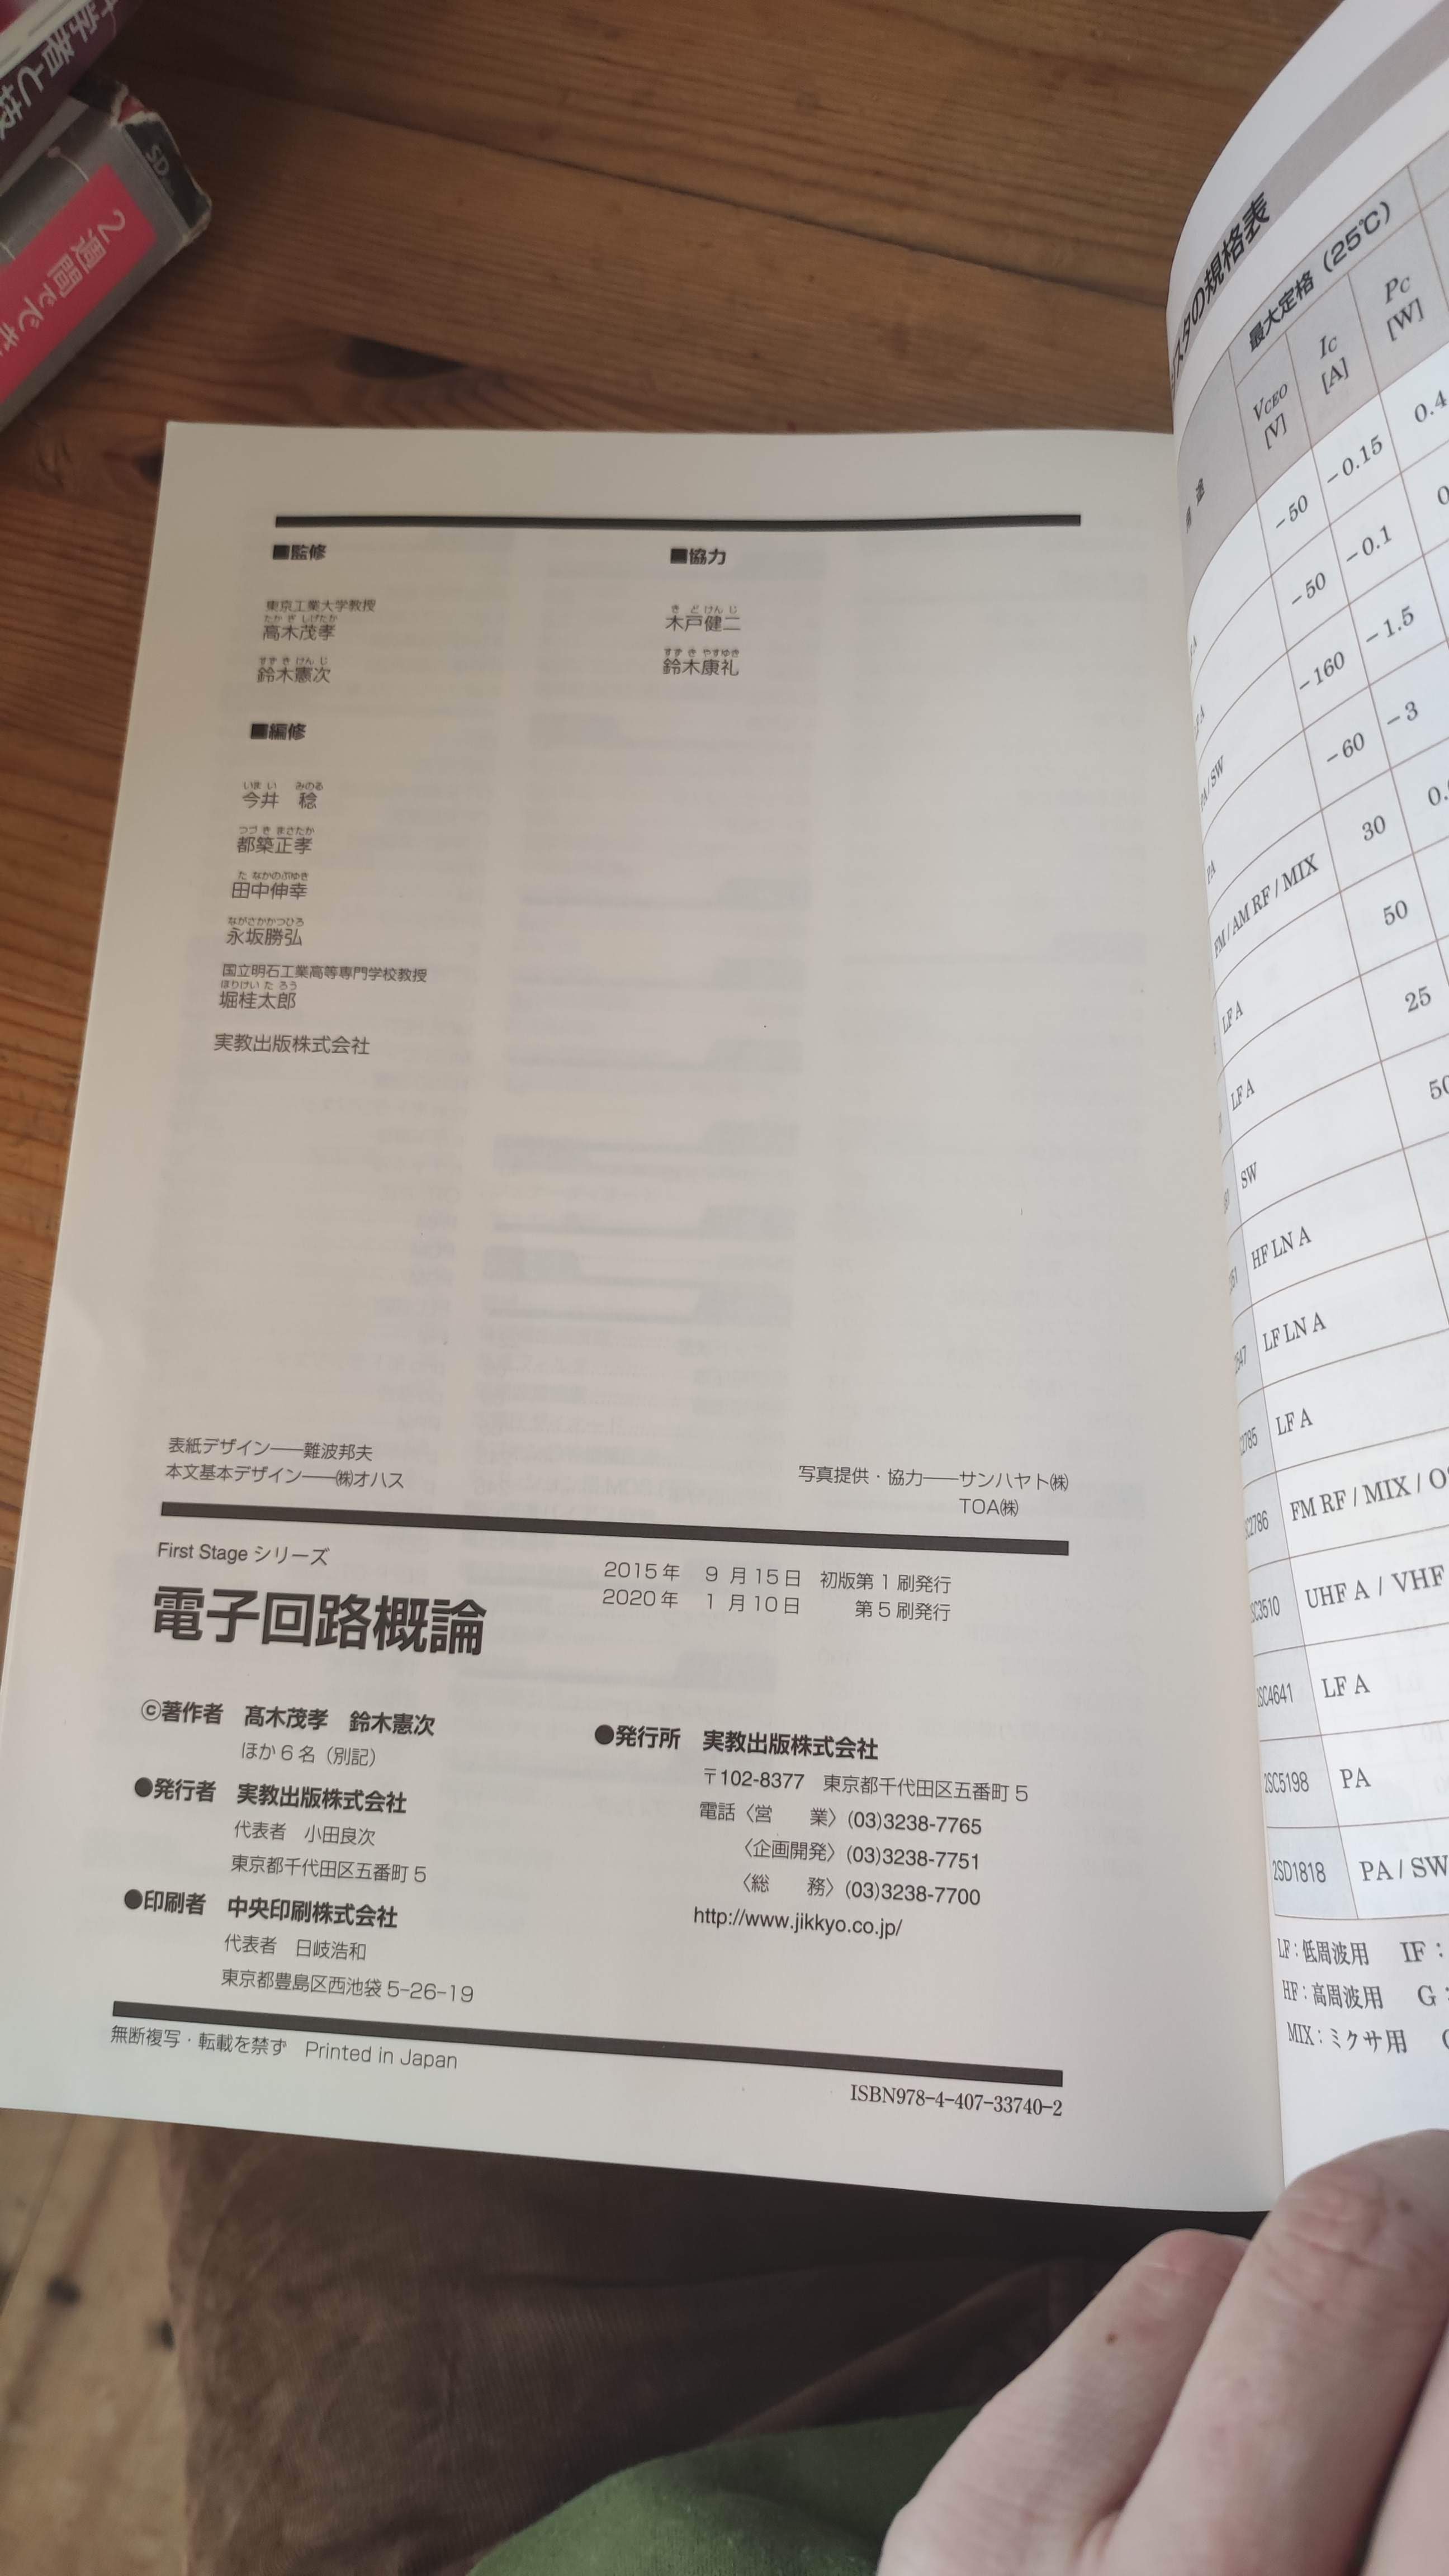 学者と技
SD
2週間でで
■監修
東京工業大学教授
たか ぎ しげたか
高木茂孝
すず き けん じ
鈴木憲次
■編修
いま い みのる
今井 稔
つづ き まさたか
都築正孝
た なかのぶゆき
田中伸幸
ながさかかつひろ
永坂勝弘
国立明石工業高等専門学校教授
ほりけい た ろう
堀桂太郎
実教出版株式会社
■協力
き ど けん じ
木戸健二
すず き やすゆき
鈴木康礼
表紙デザイン――難波邦夫
本文基本デザイン――㈱オハス
写真提供・協力――サンハヤト㈱
TOA㈱
First Stage シリーズ
電子回路概論
2015年 9月15日 初版第1刷発行
2020年 1月10日 第5刷発行
©著作者 髙木茂孝 鈴木憲次
ほか6名（別記）
●発行者 実教出版株式会社
代表者 小田良次
東京都千代田区五番町5
●印刷者 中央印刷株式会社
代表者 日岐浩和
東京都豊島区西池袋5-26-19
●発行所 実教出版株式会社
〒102-8377 東京都千代田区五番町5
電話〈営 業〉(03)3238-7765
〈企画開発〉(03)3238-7751
〈総 務〉(03)3238-7700
http://www.jikkyo.co.jp/
無断複写・転載を禁ず Printed in Japan
ISBN978-4-407-33740-2
スタの規格表
最大定格（25℃）
VCEO [V] IC [A] PC [W]
途
-50 -0.15 0.4
-50 -0.1
-160 -1.5
PA/SW -60 -3
PA 30
FM/AM RF/MIX 50
LF A 25
LF A 50
SW
HF LN A
LF LN A
LF A
FM RF / MIX /
UHF A / VHF
2SC4641 LF A
2SC5198 PA
2SD1818 PA / SW
LF：低周波用 IF：
HF：高周波用 G
MIX：ミクサ用